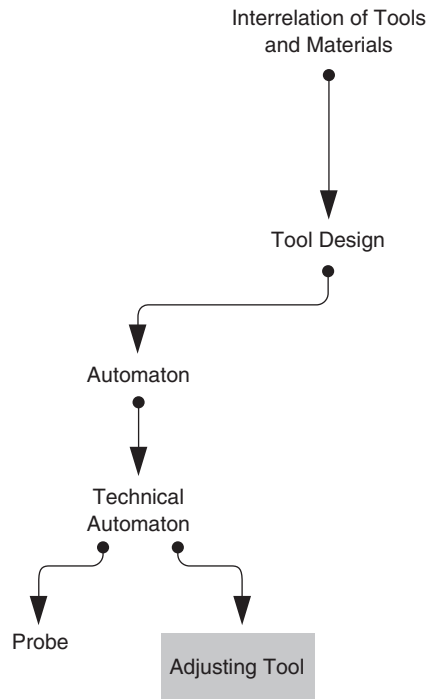 Interrelation of Tools
and Materials
Tool Design
Automaton
Technical
Automaton
Probe
Adjusting Tool